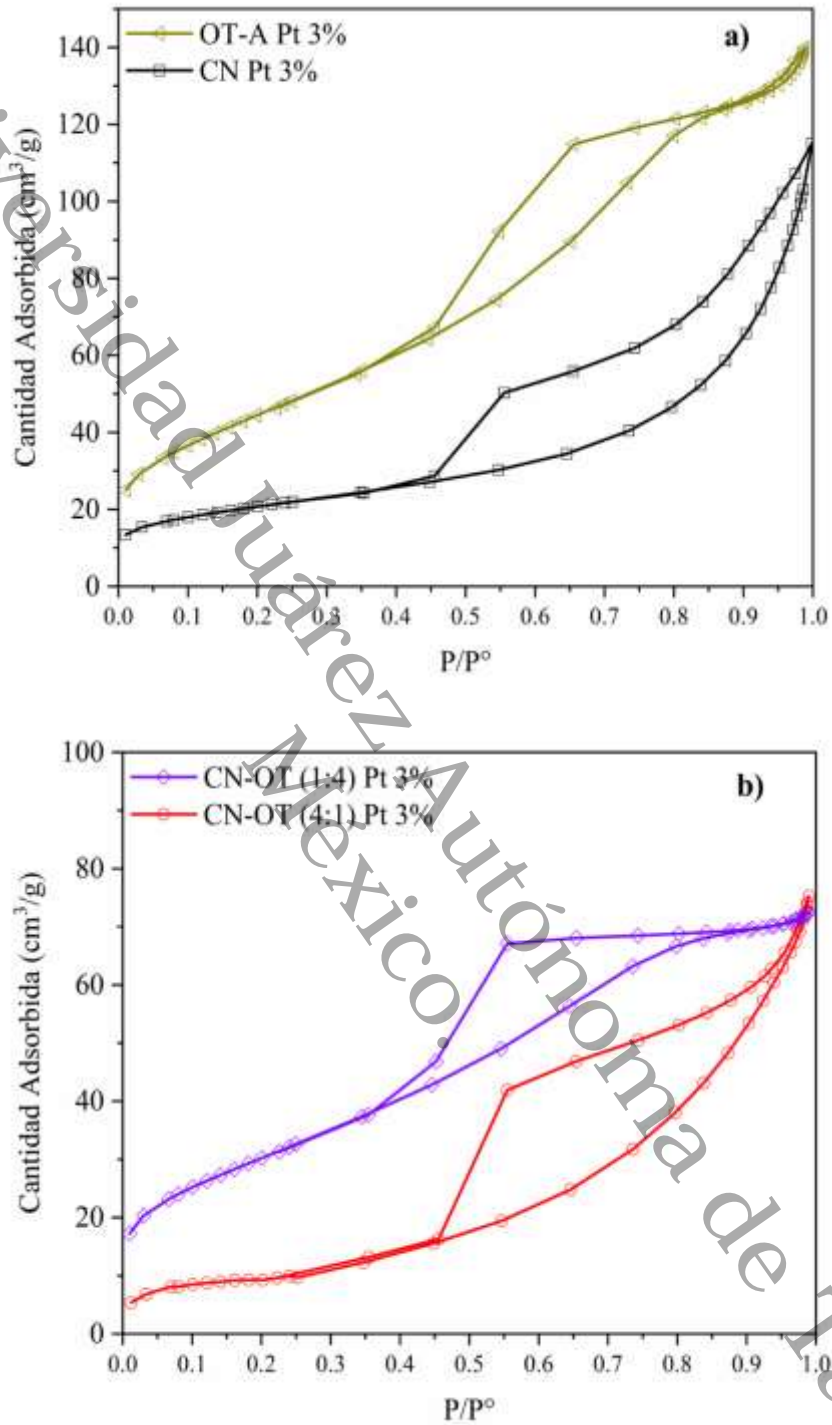 OT-A Pt 3%
CN Pt 3%
a)
140
120
100
80
60
40
20
0
Cantidad Adsorbida (cm³/g)
0.0 0.1 0.2 0.3 0.4 0.5 0.6 0.7 0.8 0.9 1.0
P/P°
CN-OT (1:4) Pt 3%
CN-OT (4:1) Pt 3%
b)
100
80
60
40
20
0
Cantidad Adsorbida (cm³/g)
0.0 0.1 0.2 0.3 0.4 0.5 0.6 0.7 0.8 0.9 1.0
P/P°
Juárez Autónoma de
México.